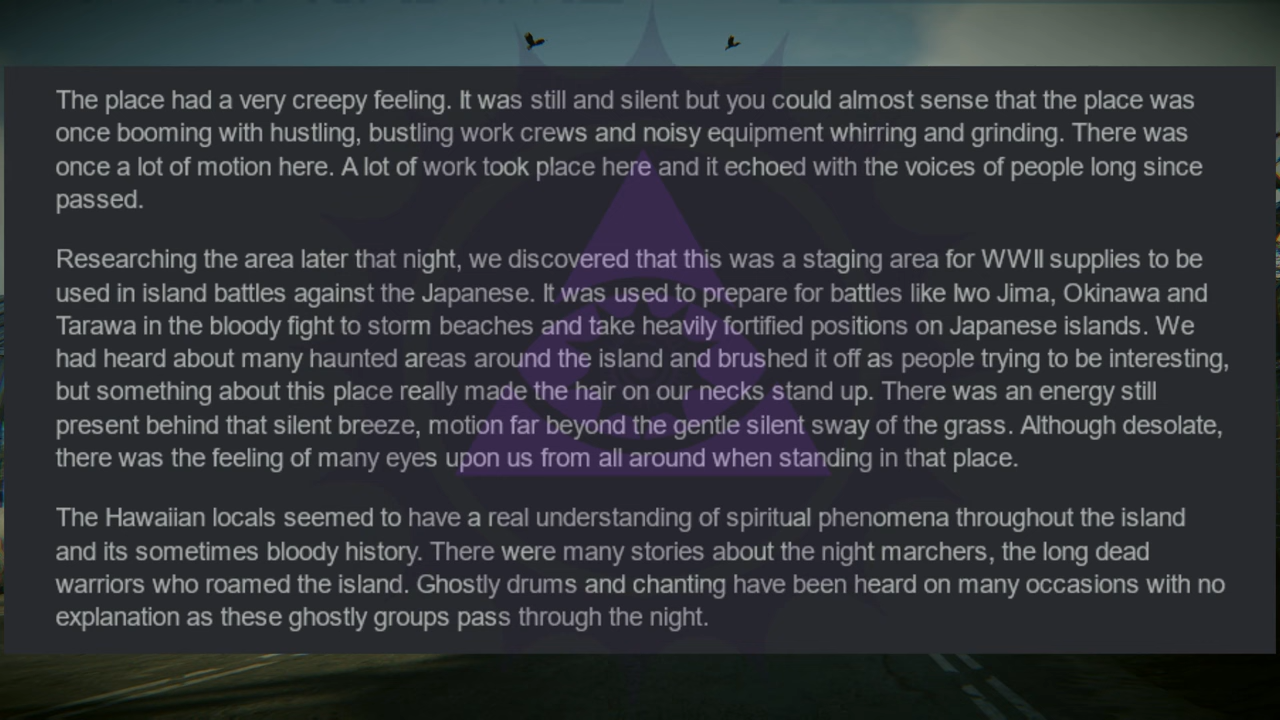 The place had a very creepy feeling. It was still and silent but you could almost sense that the place was
once booming with hustling, bustling work crews and noisy equipment whirring and grinding. There was
once a lot of motion here. A lot of work took place here and it echoed with the voices of people long since
passed.
Researching the area later that night, we discovered that this was a staging area for WWII supplies to be
used in island battles against the Japanese. It was used to prepare for battles like Iwo Jima, Okinawa and
Tarawa in the bloody fight to storm beaches and take heavily fortified positions on Japanese islands. We
had heard about many haunted areas around the island and brushed it off as people trying to be interesting,
but something about this place really made the hair on our necks stand up. There was an energy still
present behind that silent breeze, motion far beyond the gentle silent sway of the grass. Although desolate,
there was the feeling of many eyes upon us from all around when standing in that place.
The Hawaiian locals seemed to have a real understanding of spiritual phenomena throughout the island
and its sometimes bloody history. There were many stories about the night marchers, the long dead
warriors who roamed the island. Ghostly drums and chanting have been heard on many occasions with no
explanation as these ghostly groups pass through the night.